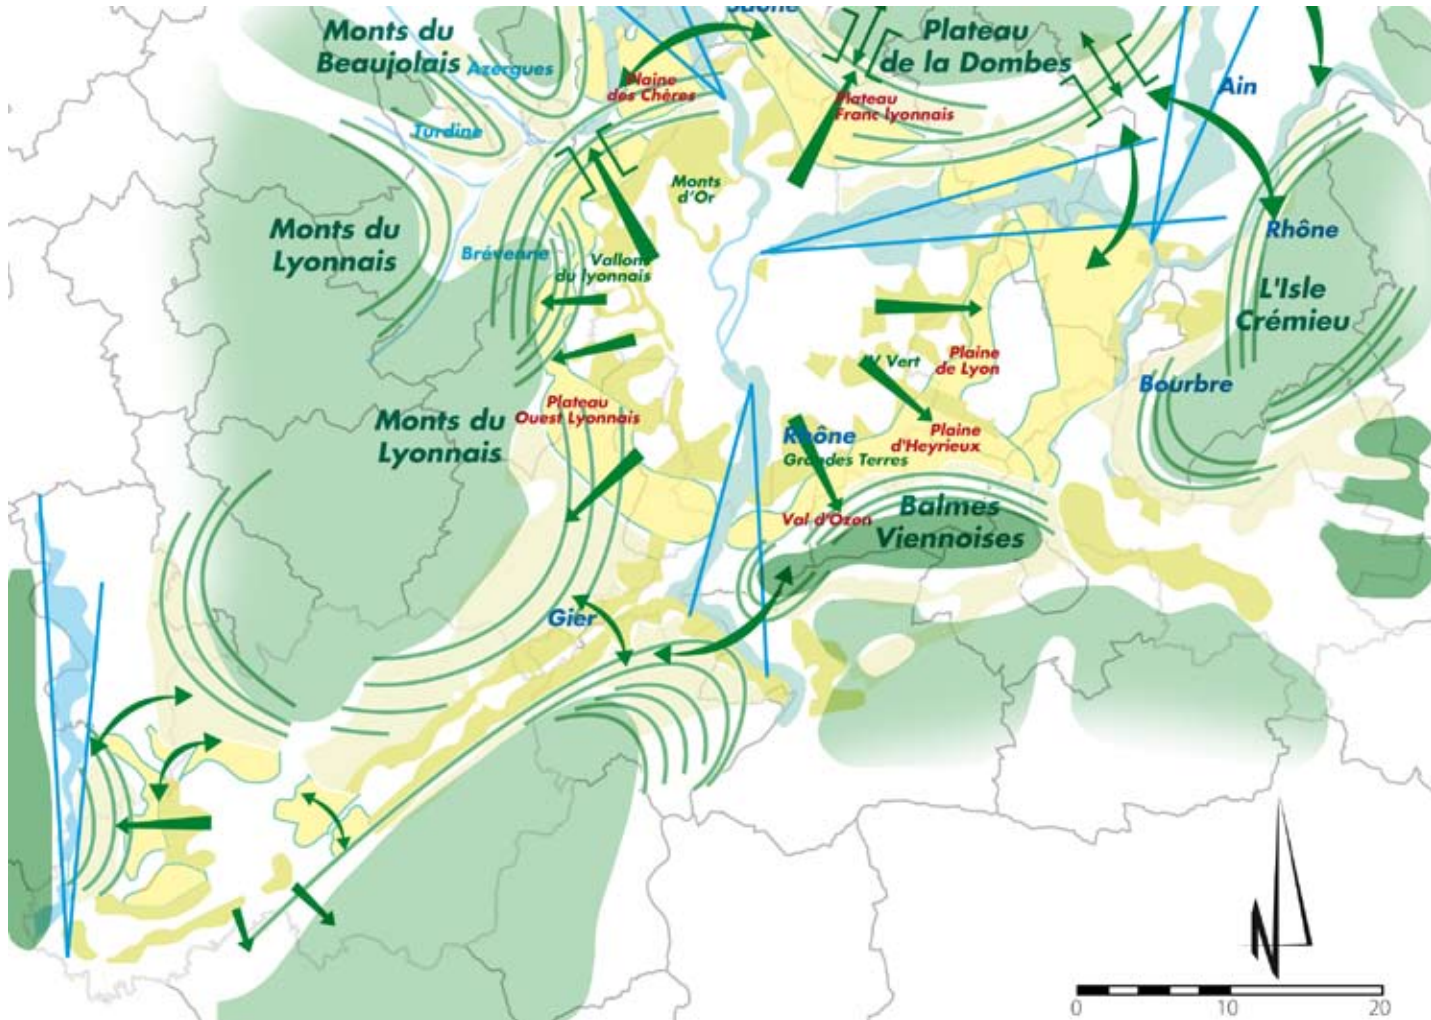 Saône
Monts du
Beaujolais
Azergues
Plateau
de la Dombes
Plaine
des Chères
Plateau
Franc lyonnais
Ain
Turdine
Monts
d'Or
Monts du
Lyonnais
Brévenne
Vallons
du lyonnais
Rhône
L'Isle
Crémieu
V Vert
Plaine
de Lyon
Bourbre
Plateau
Ouest Lyonnais
Monts du
Lyonnais
Rhône
Grandes Terres
Plaine
d'Heyrieux
Balmes
Viennoises
Val d'Ozon
Gier
N
0 10 20